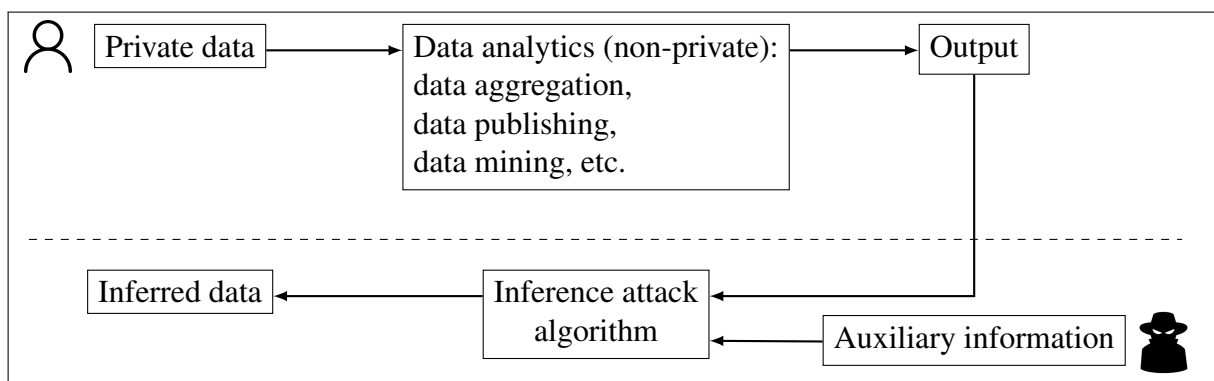 Private data
Data analytics (non-private):
data aggregation,
data publishing,
data mining, etc.
Output
Inferred data
Inference attack
algorithm
Auxiliary information